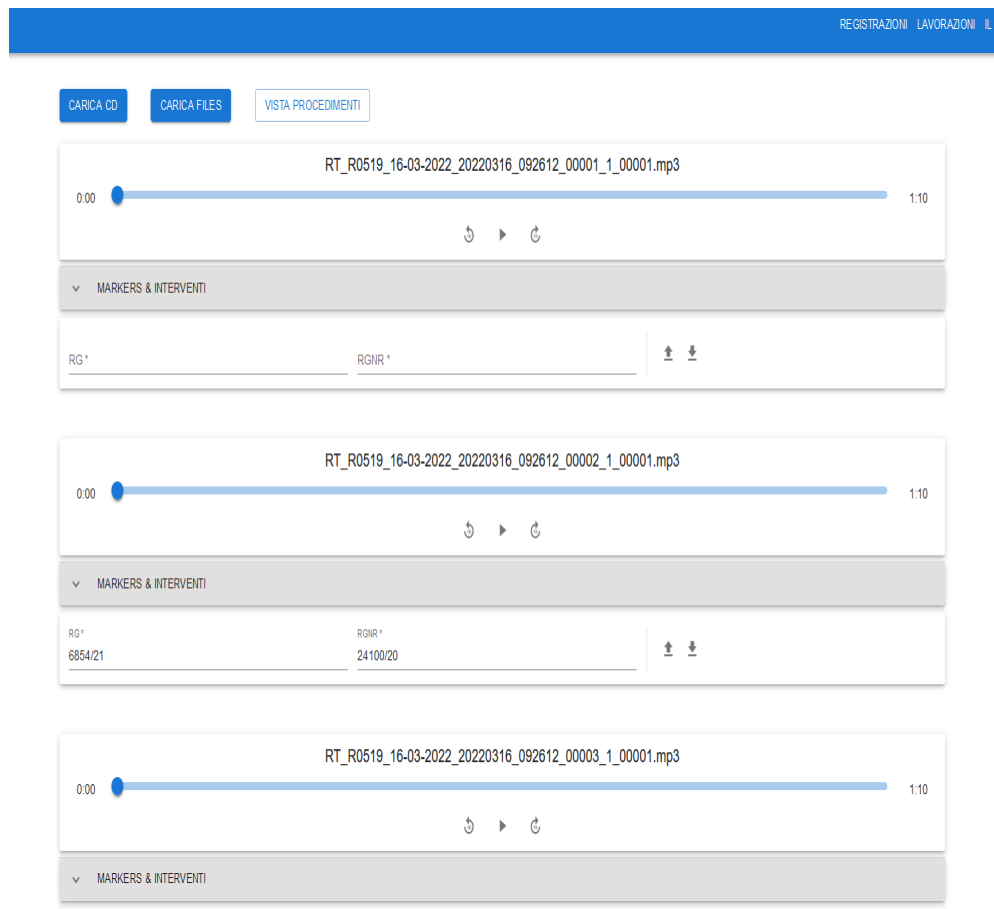 REGISTRAZIONI LAVORAZIONI IL
CARICA CD CARICA FILES VISTA PROCEDIMENTI
RT_R0519_16-03-2022_20220316_092612_00001_1_00001.mp3
0:00 1:10
MARKERS & INTERVENTI
RG * RGNR *
RT_R0519_16-03-2022_20220316_092612_00002_1_00001.mp3
0:00 1:10
MARKERS & INTERVENTI
RG * RGNR *
6854/21 24100/20
RT_R0519_16-03-2022_20220316_092612_00003_1_00001.mp3
0:00 1:10
MARKERS & INTERVENTI